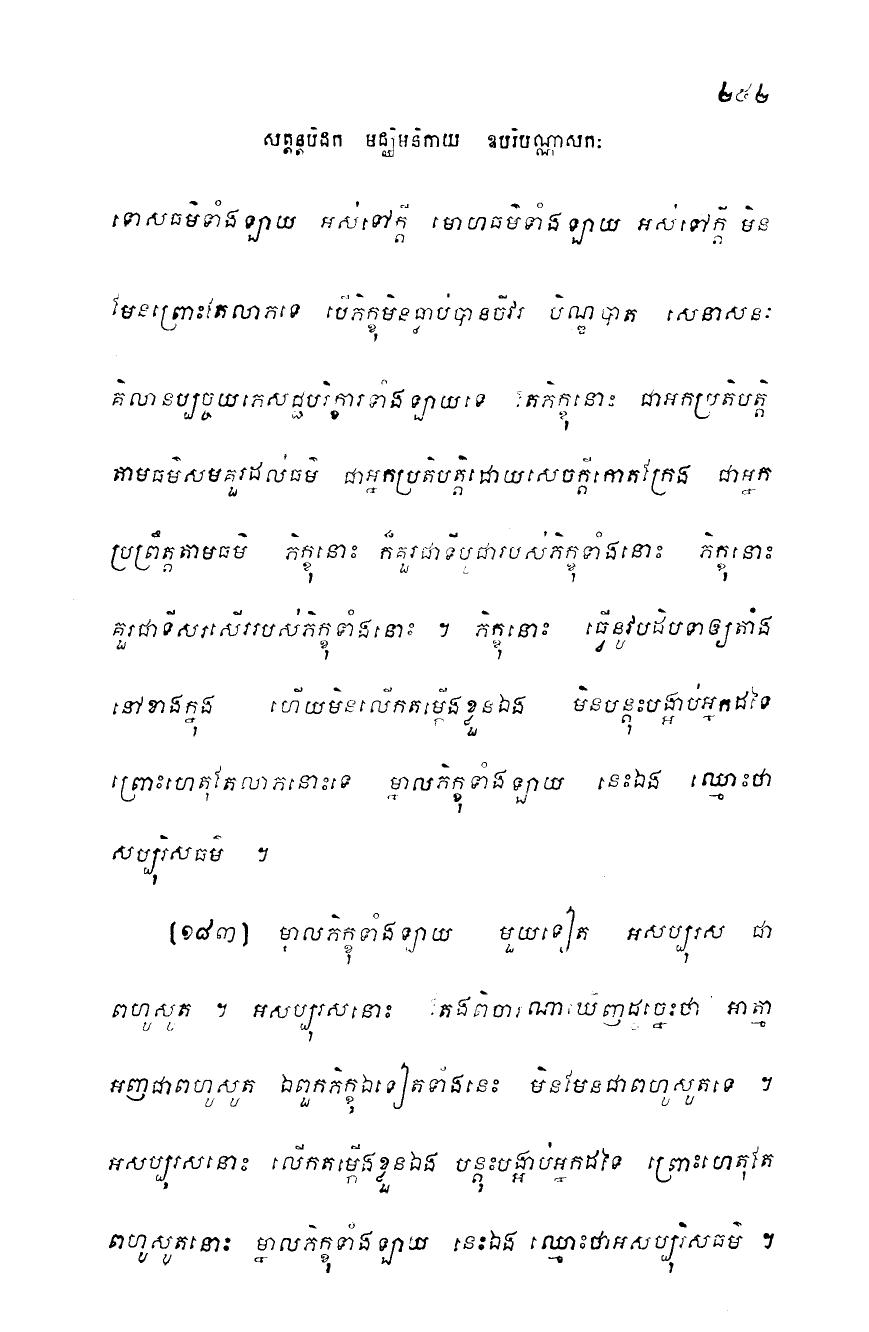 ២៤២
សុត្តន្តបិដក មជ្ឈិមនិកាយ ឧបរិបណ្ណាសកៈ
ទោសធម៌ទាំងឡាយ អស់ទៅក្តី មោហធម៌ទាំងឡាយ អស់ទៅក្តី មិន
មែនព្រោះតែលាភទេ បើភិក្ខុមិនធ្លាប់បានចីវរ បិណ្ឌបាត សេនាសនៈ
គិលានប្បច្ចយភេសជ្ជបរិក្ខារទាំងឡាយទេ តែភិក្ខុនោះ ជាអ្នកប្រតិបត្តិ
តាមធម៌សមគួរដល់ធម៌ ជាអ្នកប្រតិបត្តិដោយសេចក្តីកោតក្រែង ជាអ្នក
ប្រព្រឹត្តតាមធម៌ ភិក្ខុនោះ ក៏គួរជាទីបូជារបស់ភិក្ខុទាំងនោះ ភិក្ខុនោះ
គួរជាទីសរសើររបស់ភិក្ខុទាំងនោះ ។ ភិក្ខុនោះ ធ្វើនូវបដិបទាឲ្យតាំង
នៅខាងក្នុង ហើយមិនលើកតម្កើងខ្លួនឯង មិនបន្តុះបង្អាប់អ្នកដទៃ
ព្រោះហេតុតែលាភនោះទេ ម្នាលភិក្ខុទាំងឡាយ នេះឯង ឈ្មោះថា
សប្បុរិសធម៌ ។
[១៨៣] ម្នាលភិក្ខុទាំងឡាយ មួយទៀត អសប្បុរស ជា
ពហូសូត ។ អសប្បុរសនោះ តែងពិចារណាឃើញដូច្នេះថា អាត្មា
អញជាពហូសូត ឯពួកភិក្ខុឯទៀតទាំងនេះ មិនមែនជាពហូសូតទេ ។
អសប្បុរសនោះ លើកតម្កើងខ្លួនឯង បន្តុះបង្អាប់អ្នកដទៃ ព្រោះហេតុតែ
ពហូសូតនោះ ម្នាលភិក្ខុទាំងឡាយ នេះឯង ឈ្មោះថាអសប្បុរិសធម៌ ។